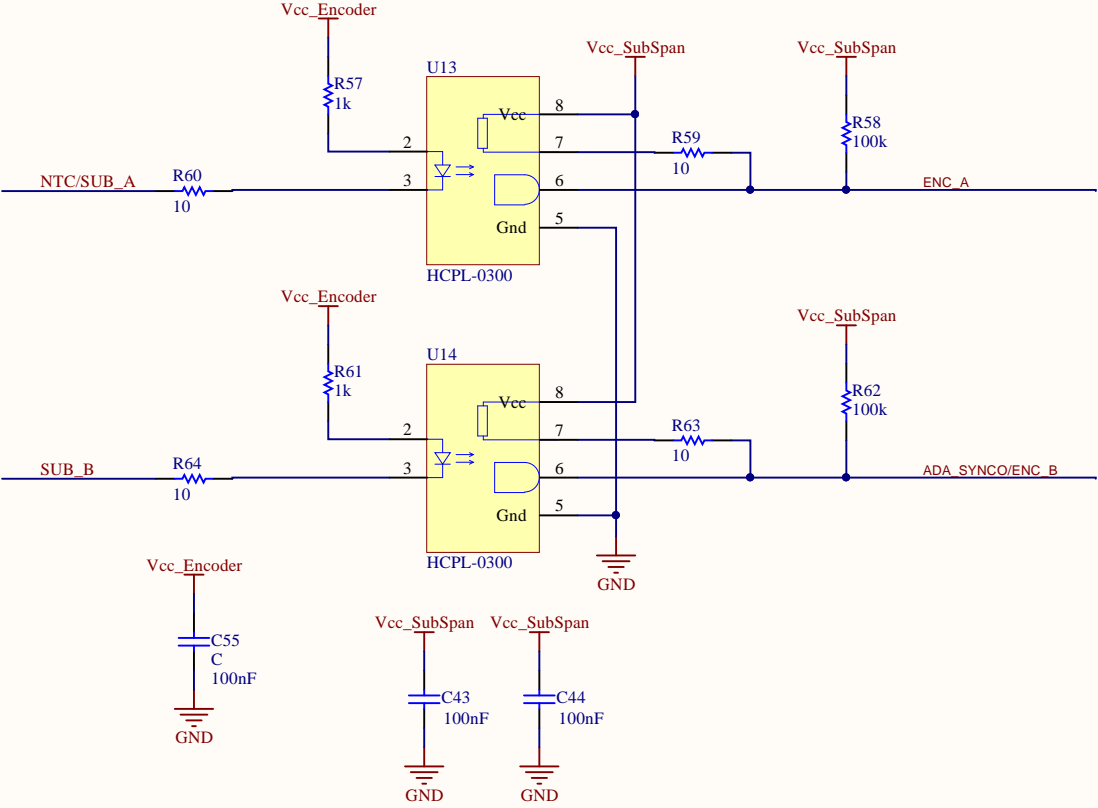 Vcc_Encoder
R57
1k
NTC/SUB_A
R60
10
U13
2
3
Vcc
8
7
6
Gnd
5
HCPL-0300
Vcc_SubSpan
R59
10
Vcc_SubSpan
R58
100k
ENC_A
Vcc_Encoder
R61
1k
SUB_B
R64
10
U14
2
3
Vcc
8
7
6
Gnd
5
HCPL-0300
R63
10
GND
Vcc_SubSpan
R62
100k
ADA_SYNCO/ENC_B
Vcc_Encoder
C55
C
100nF
GND
Vcc_SubSpan
C43
100nF
GND
Vcc_SubSpan
C44
100nF
GND